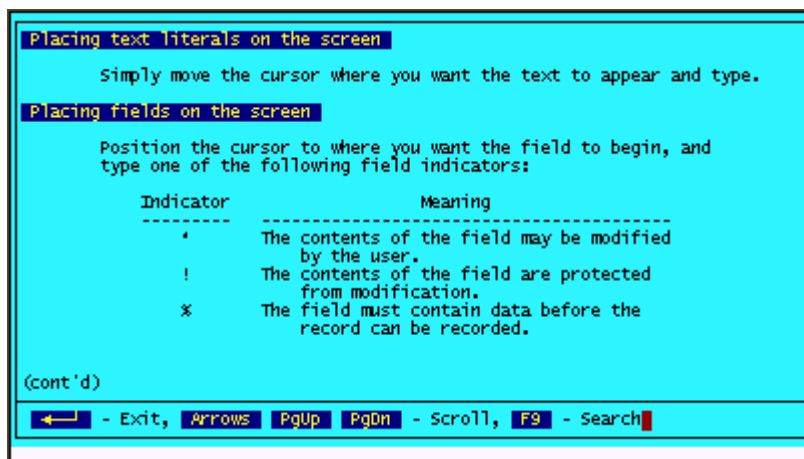 Placing text literals on the screen
Simply move the cursor where you want the text to appear and type.
Placing fields on the screen
Position the cursor to where you want the field to begin, and
type one of the following field indicators:
Indicator Meaning
--------- -----------------------------------------
' The contents of the field may be modified
by the user.
! The contents of the field are protected
from modification.
% The field must contain data before the
record can be recorded.
(cont'd)
- Exit, Arrows PgUp PgDn - Scroll, F9 - Search